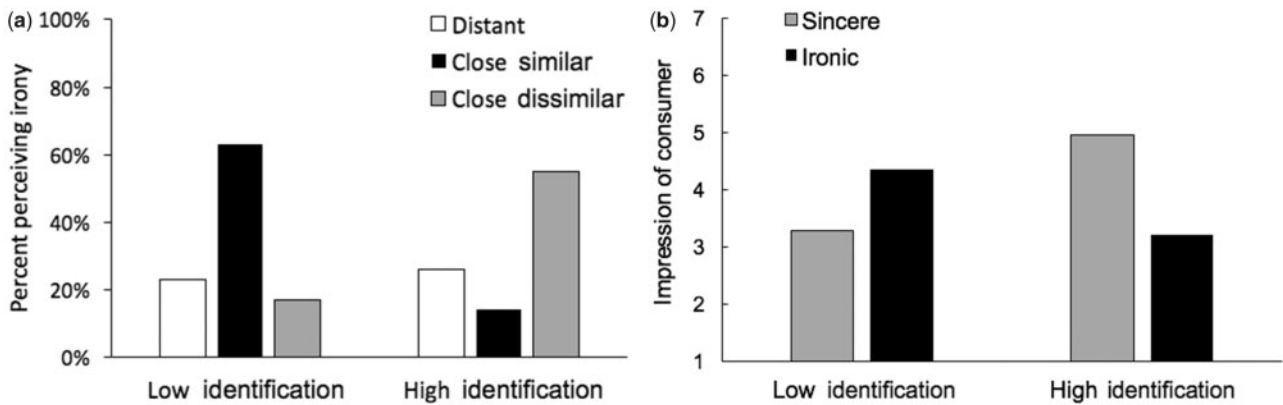 (a)
100%
80%
60%
40%
20%
0%
Percent perceiving irony
Distant
Close similar
Close dissimilar
Low identification
High identification
(b)
7
6
5
4
3
2
1
Impression of consumer
Sincere
Ironic
Low identification
High identification